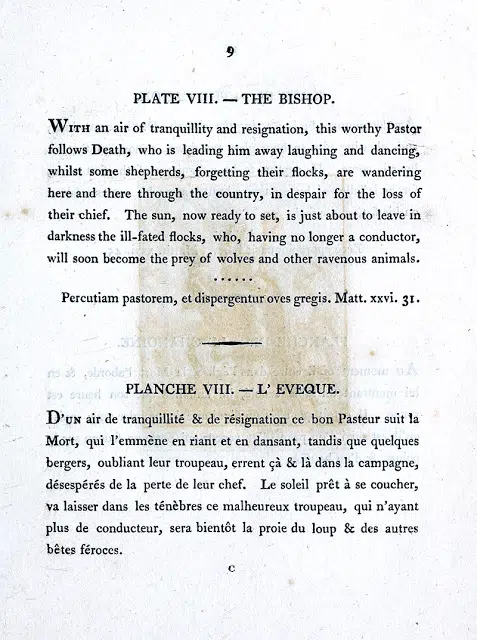 9
PLATE VIII. — THE BISHOP.
WITH an air of tranquillity and resignation, this worthy Pastor
follows Death, who is leading him away laughing and dancing,
whilst some shepherds, forgetting their flocks, are wandering
here and there through the country, in despair for the loss of
their chief. The sun, now ready to set, is just about to leave in
darkness the ill-fated flocks, who, having no longer a conductor,
will soon become the prey of wolves and other ravenous animals.
......
Percutiam pastorem, et dispergentur oves gregis. Matt. xxvi. 31.
PLANCHE VIII. — L' EVEQUE.
D'UN air de tranquillité & de résignation ce bon Pasteur suit la
Mort, qui l'emmène en riant et en dansant, tandis que quelques
bergers, oubliant leur troupeau, errent çà & là dans la campagne,
désespérés de la perte de leur chef. Le soleil prêt à se coucher,
va laisser dans les ténèbres ce malheureux troupeau, qui n'ayant
plus de conducteur, sera bientôt la proie du loup & des autres
bêtes féroces.
C